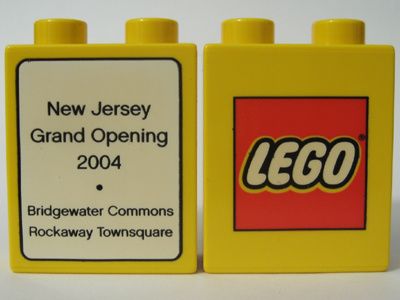 New Jersey
Grand Opening
2004
•
Bridgewater Commons
Rockaway Townsquare
LEGO®